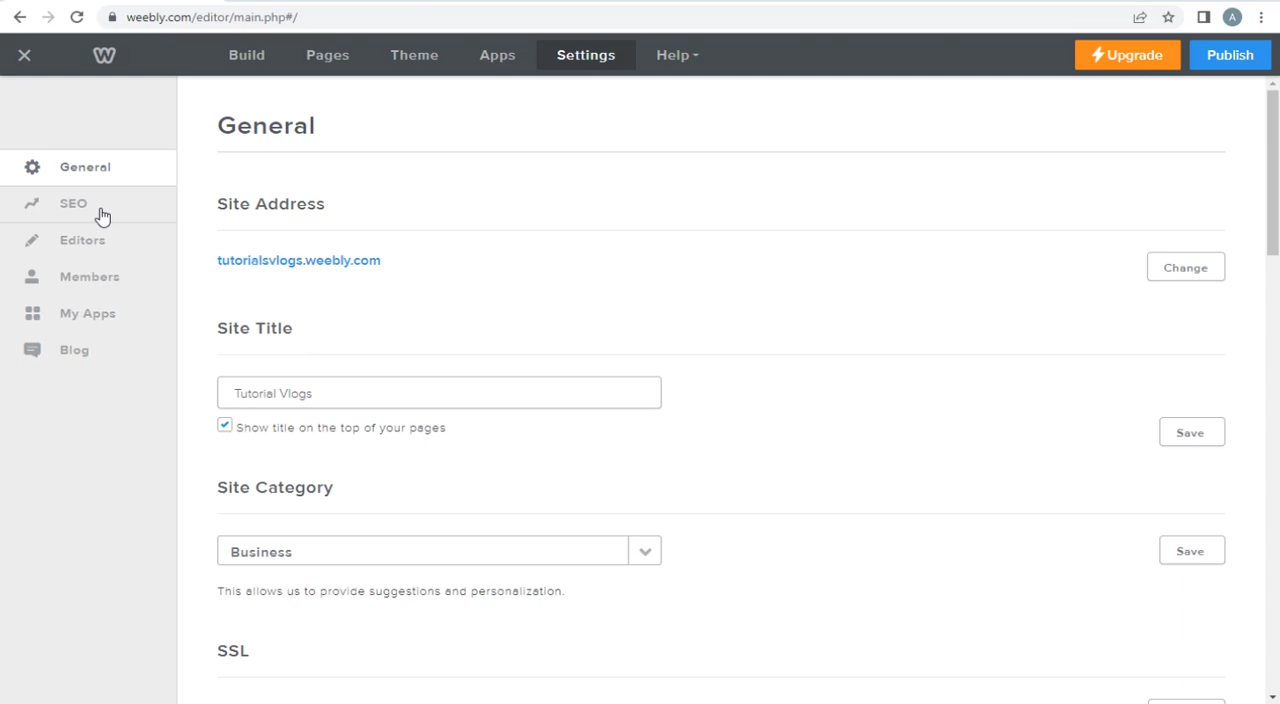 weebly.com/editor/main.php#/
A
Build Pages Theme Apps Settings Help Upgrade Publish
General
General
SEO
Editors
Members
My Apps
Blog
Site Address
tutorialsvlogs.weebly.com
Change
Site Title
Tutorial Vlogs
Show title on the top of your pages
Save
Site Category
Business
Save
This allows us to provide suggestions and personalization.
SSL